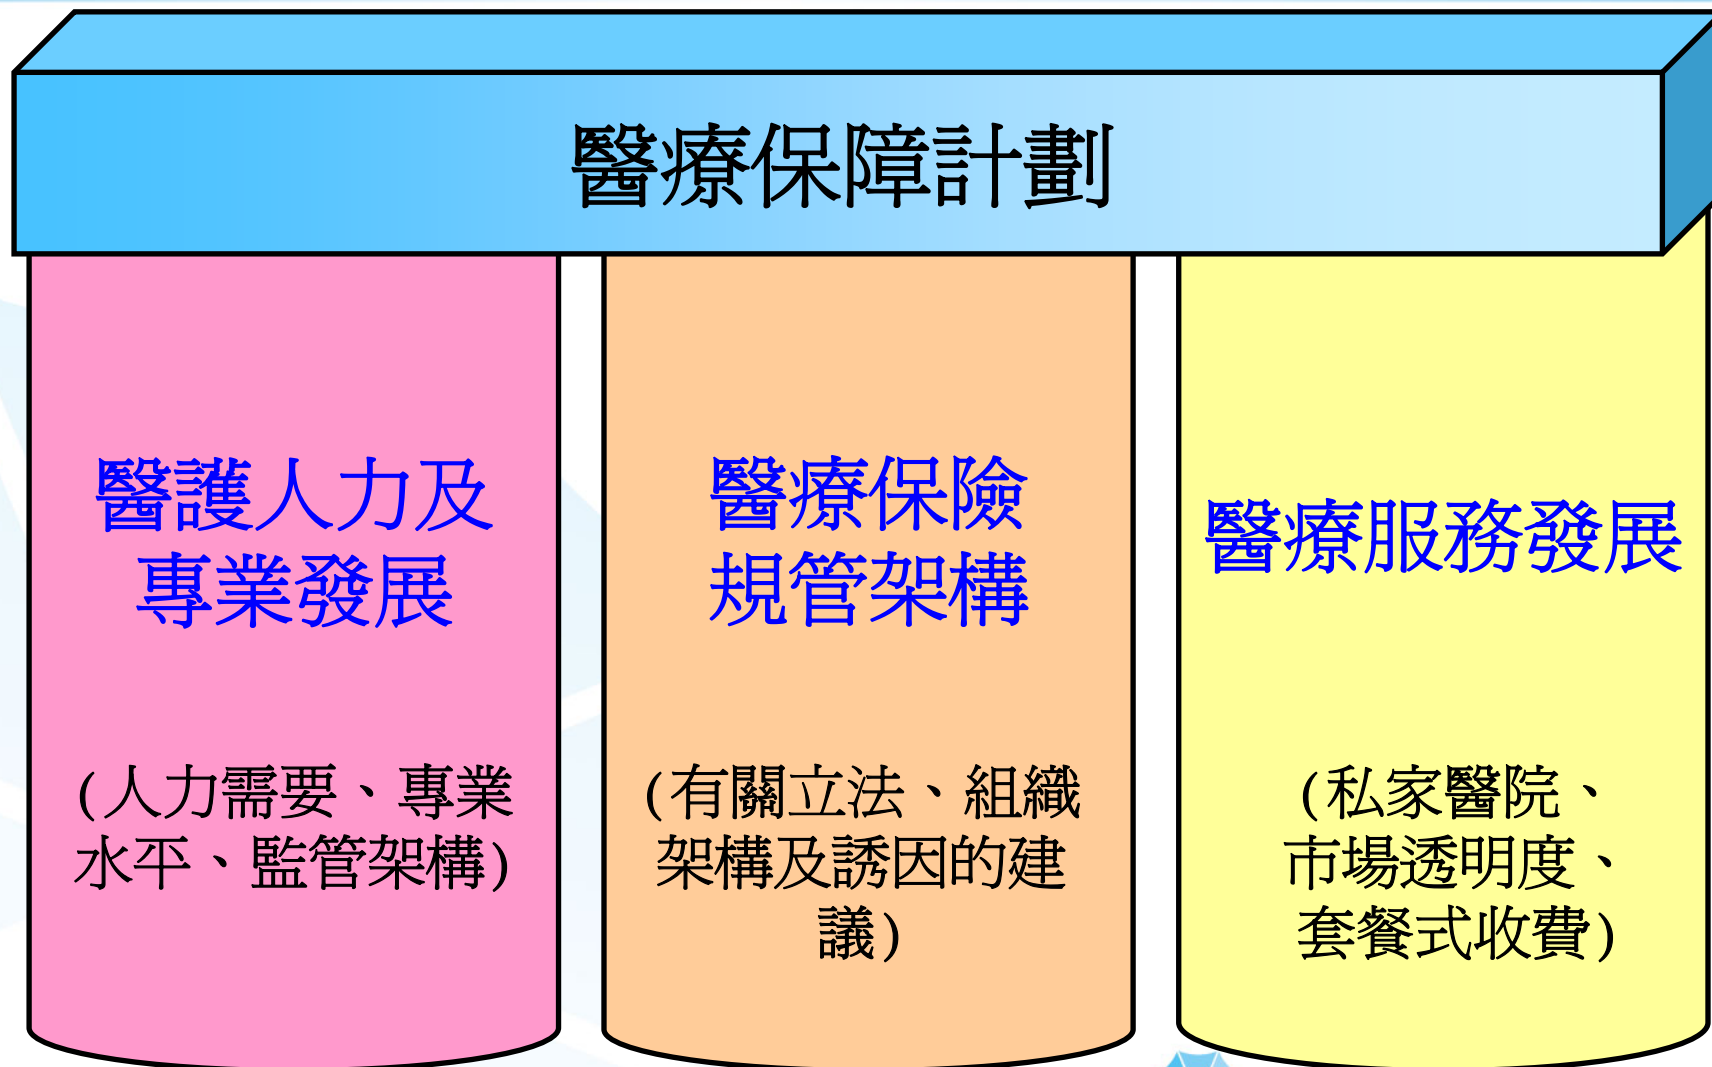 醫療保障計劃
醫護人力及
專業發展
(人力需要、專業
水平、監管架構)
醫療保險
規管架構
(有關立法、組織
架構及誘因的建
議)
醫療服務發展
(私家醫院、
市場透明度、
套餐式收費)